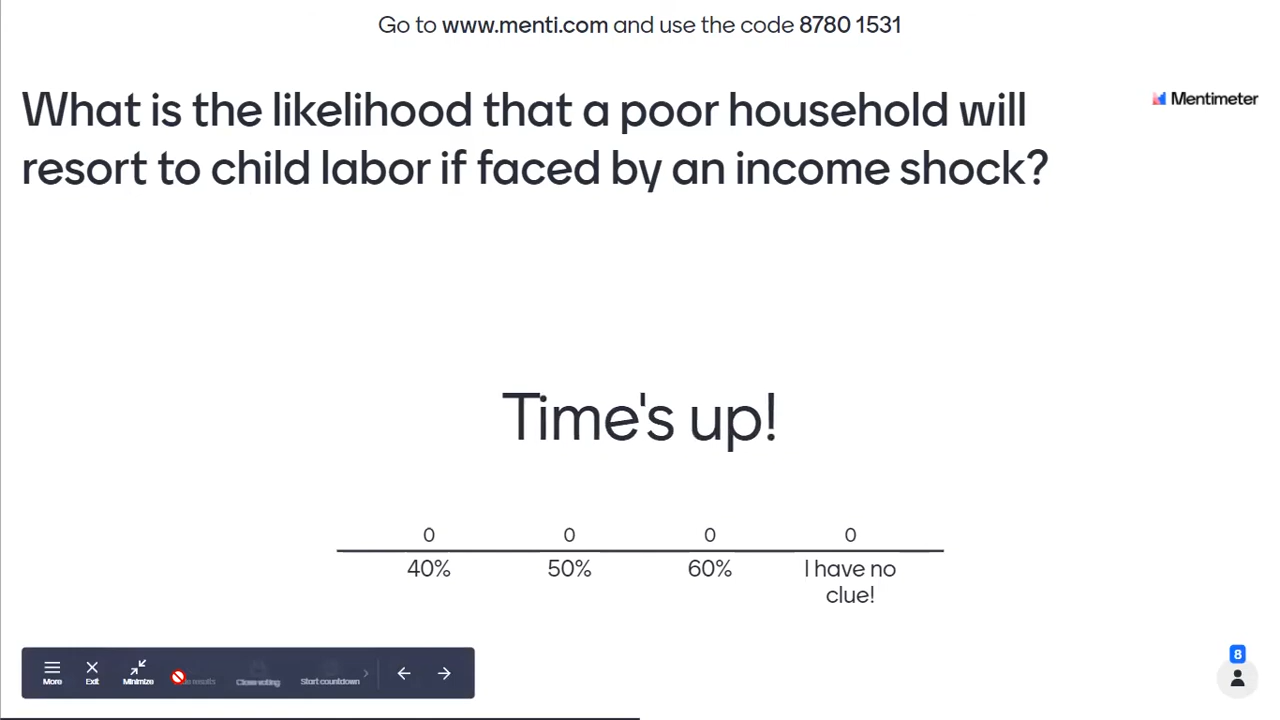 Go to www.menti.com and use the code 8780 1531
What is the likelihood that a poor household will
resort to child labor if faced by an income shock?
Mentimeter
Time's up!
0 0 0 0
40% 50% 60% I have no
clue!
8
More Exit Minimize results Close voting Start countdown